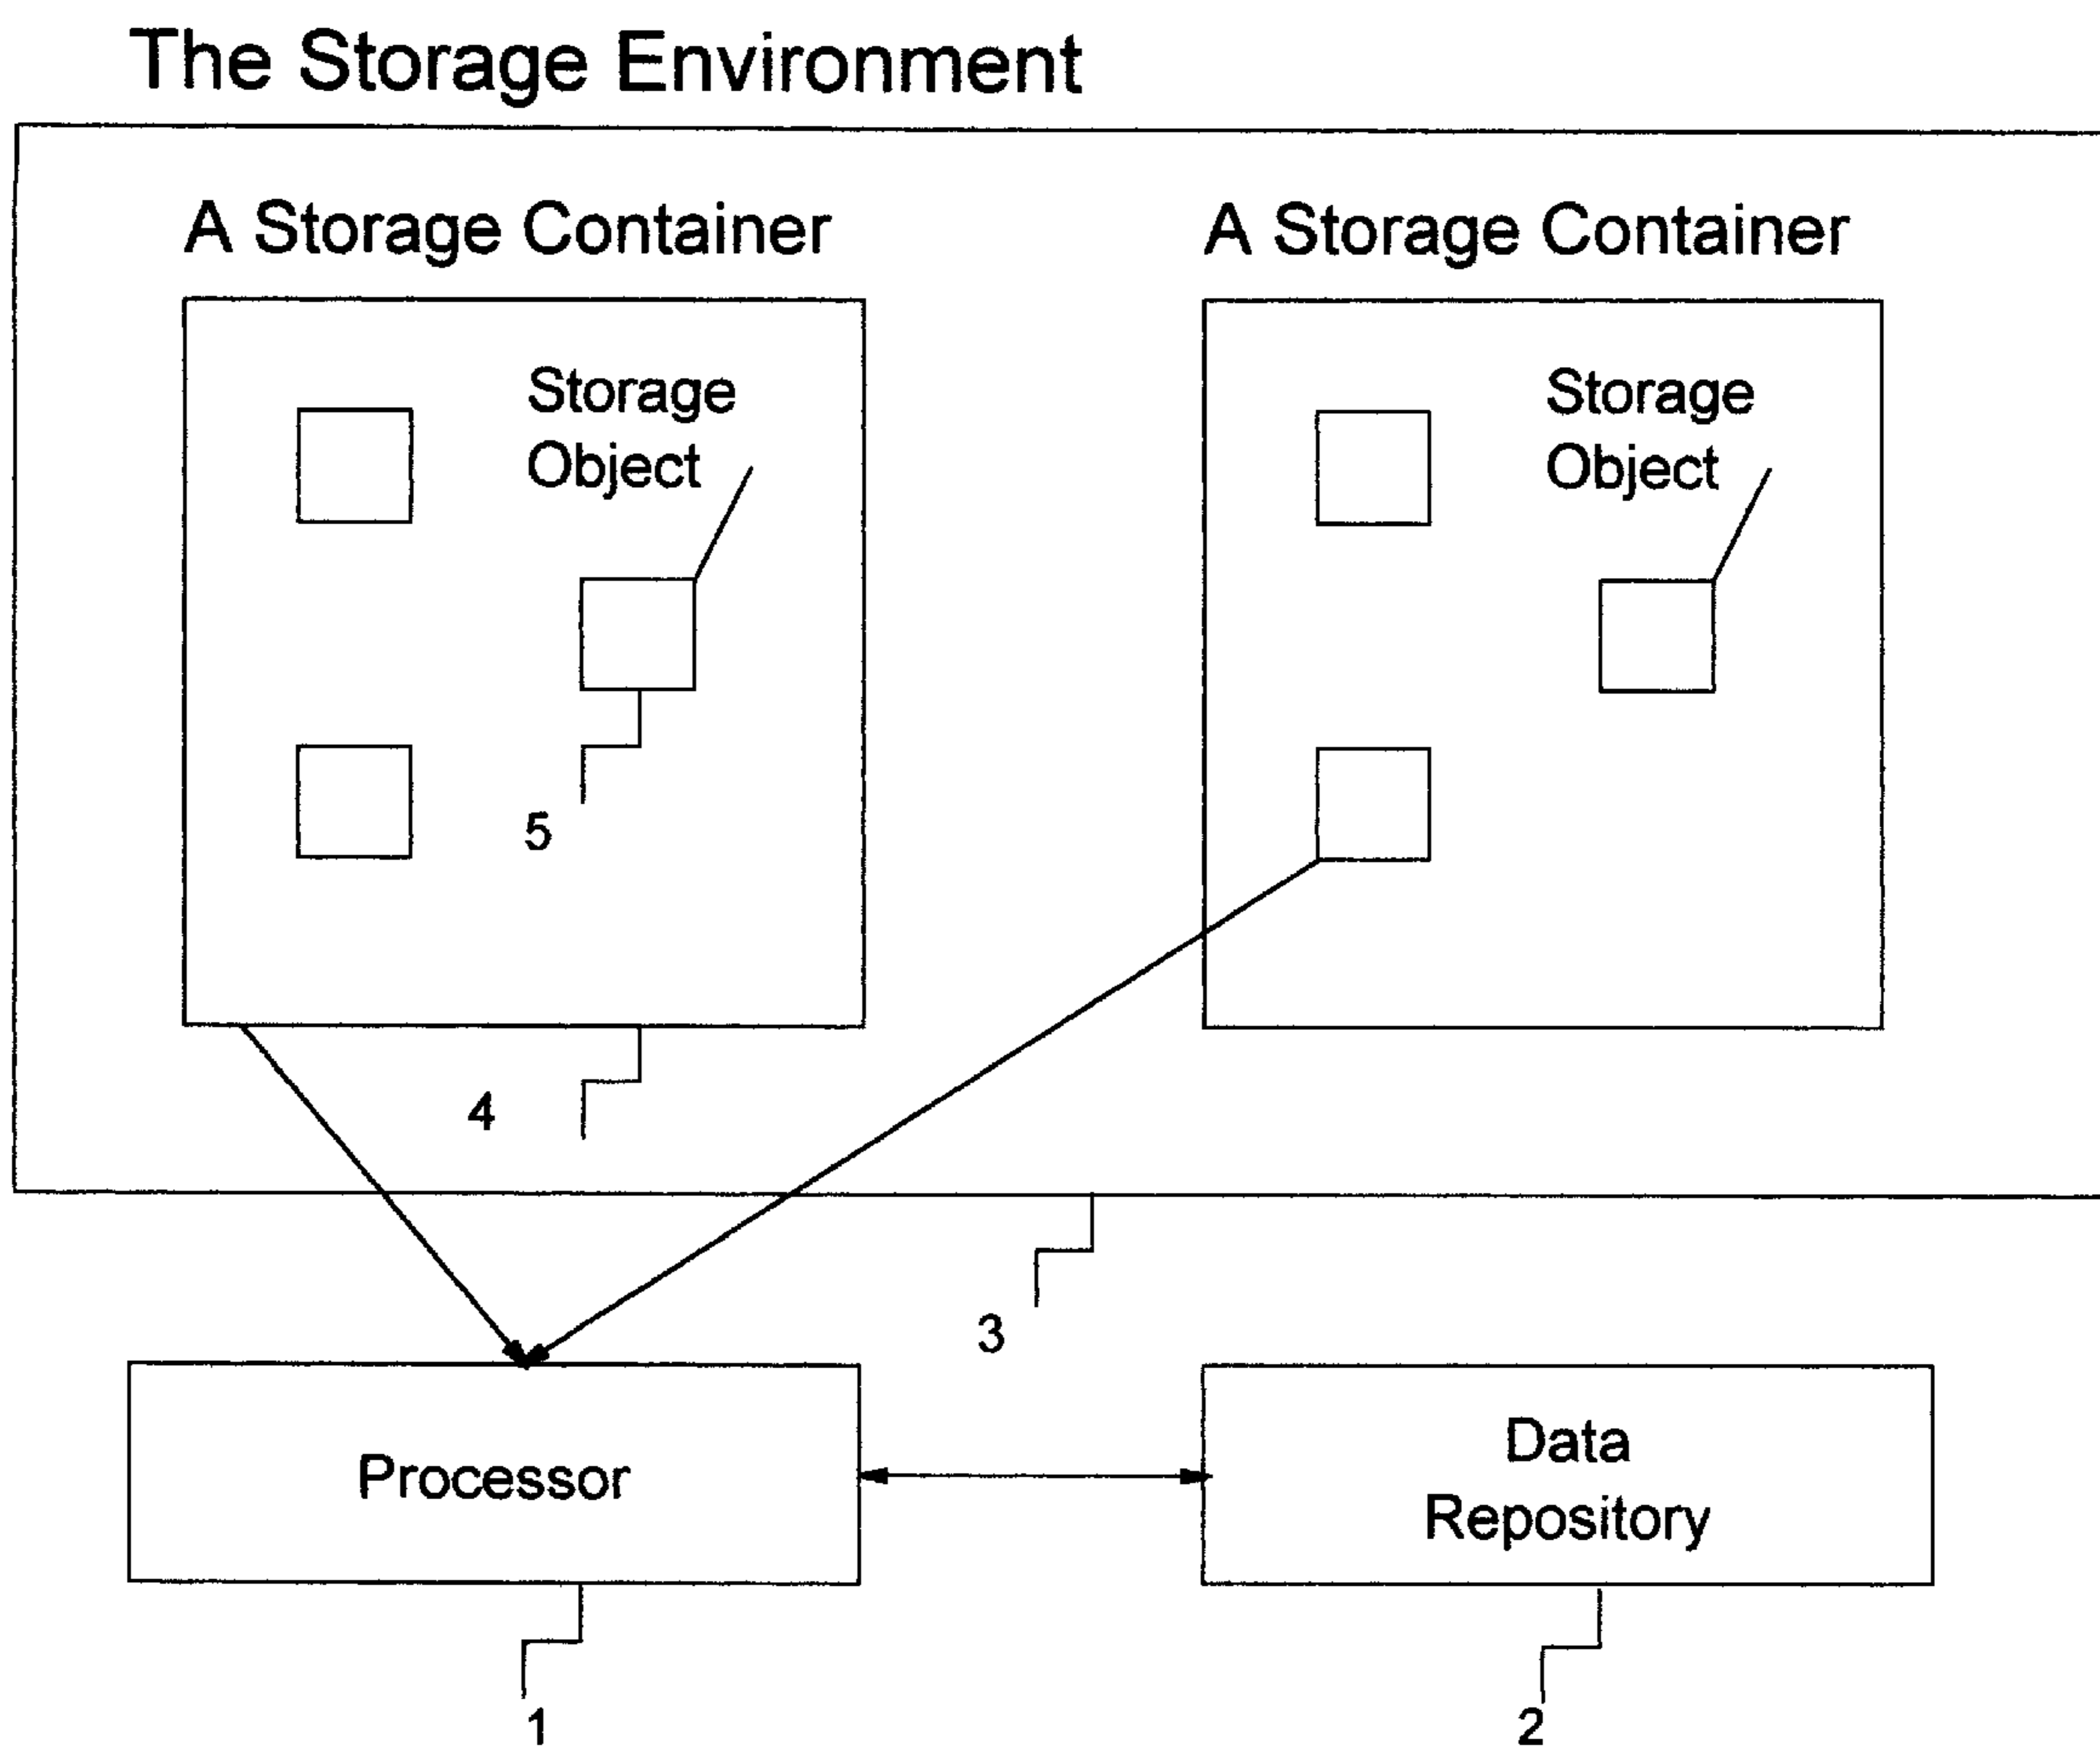 The Storage Environment
A Storage Container
A Storage Container
Storage
Object
Storage
Object
5
4
3
Processor
Data
Repository
1
2